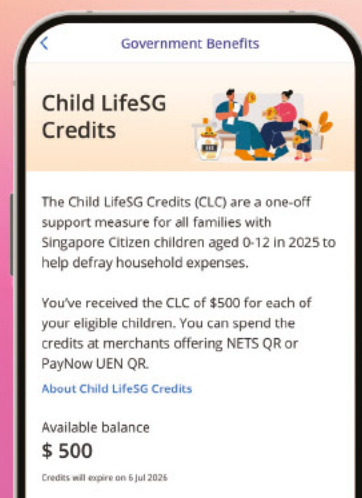 Government Benefits
Child LifeSG
Credits
The Child LifeSG Credits (CLC) are a one-off
support measure for all families with
Singapore Citizen children aged 0-12 in 2025 to
help defray household expenses.
You've received the CLC of $500 for each of
your eligible children. You can spend the
credits at merchants offering NETS QR or
PayNow UEN QR.
About Child LifeSG Credits
Available balance
$ 500
Credits will expire on 6 Jul 2026